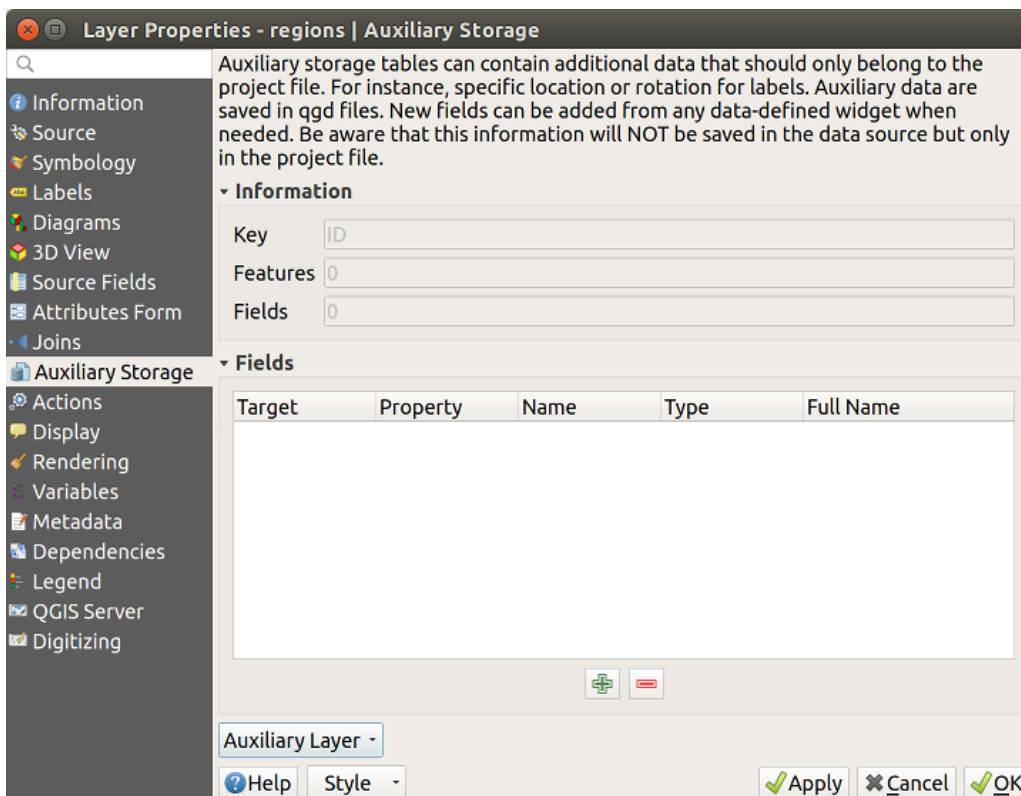 Layer Properties - regions | Auxiliary Storage
Information
Source
Symbology
Labels
Diagrams
3D View
Source Fields
Attributes Form
Joins
Auxiliary Storage
Actions
Display
Rendering
Variables
Metadata
Dependencies
Legend
QGIS Server
Digitizing
Auxiliary storage tables can contain additional data that should only belong to the
project file. For instance, specific location or rotation for labels. Auxiliary data are
saved in qgd files. New fields can be added from any data-defined widget when
needed. Be aware that this information will NOT be saved in the data source but only
in the project file.
Information
Key ID
Features 0
Fields 0
Fields
Target Property Name Type Full Name
Auxiliary Layer
Help Style Apply Cancel OK